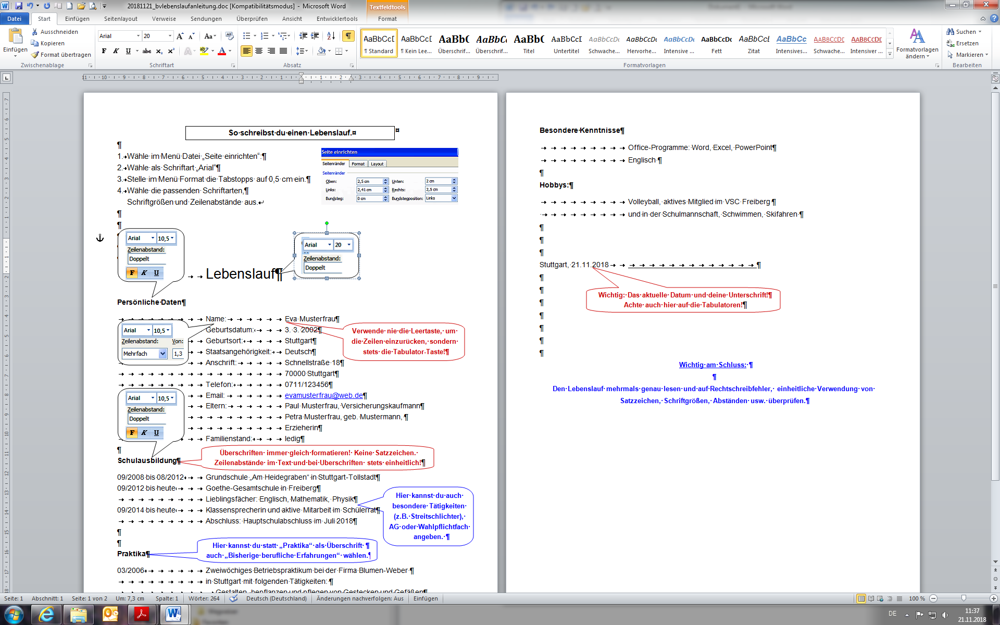 20181121_bvlebenslaufanleitung.doc [Kompatibilitätsmodus] - Microsoft Word
Textfeldtools
Datei Start Einfügen Seitenlayout Verweise Sendungen Überprüfen Ansicht Entwicklertools Format
Einfügen
Ausschneiden
Kopieren
Format übertragen
Zwischenablage
Arial 20
F K U abc
Schriftart
Absatz
AaBbCcI AaBbCcI AaBbC AaBbCc AaBbC AaBbCcI AaBbCcDc AaBbCcDc AaBbCcDc AaBbCcDc AaBbCcL AaBbCc AaBbCcDc AaBbCcDc
¶ Standard ¶ Kein Lee... Überschrif... Überschrif... Titel Untertitel Schwache... Hervorhe... Intensive ... Fett Zitat Intensives... Schwache... Intensiver ...
Formatvorlagen
Formatvorlagen ändern
Suchen
Ersetzen
Markieren
Bearbeiten
So schreibst du einen Lebenslauf.
1. Wähle im Menü Datei „Seite einrichten“:
2. Wähle als Schriftart „Arial“
3. Stelle im Menü Format die Tabstopps auf 0,5 cm ein.
4. Wähle die passenden Schriftarten,
Schriftgrößen und Zeilenabstände aus.
Seite einrichten
Seitenränder Format Layout
Seitenränder
Oben: 2,5 cm Unten: 2 cm
Links: 2,41 cm Rechts: 2,5 cm
Bundsteg: 0 cm Bundstegposition: Links
Arial 10,5
Zeilenabstand:
Doppelt
F K U
Arial 20
Zeilenabstand:
Doppelt
Lebenslauf
Persönliche Daten
Name: Eva Musterfrau
Geburtsdatum: 3. 3. 2002
Geburtsort: Stuttgart
Staatsangehörigkeit: Deutsch
Anschrift: Schnellstraße 18
70000 Stuttgart
Telefon: 0711/123456
Email: evamusterfrau@web.de
Eltern: Paul Musterfrau, Versicherungskaufmann
Petra Musterfrau, geb. Mustermann,
Erzieherin
Familienstand: ledig
Arial 10,5
Zeilenabstand: Von:
Mehrfach 1,3
Verwende nie die Leertaste, um
die Zeilen einzurücken, sondern
stets die Tabulator-Taste!
Arial 10,5
Zeilenabstand:
Doppelt
F K U
Überschriften immer gleich formatieren! Keine Satzzeichen.
Zeilenabstände im Text und bei Überschriften stets einheitlich!
Schulausbildung
09/2008 bis 08/2012 Grundschule „Am Heidegraben“ in Stuttgart-Tollstadt
09/2012 bis heute Goethe-Gesamtschule in Freiberg
Lieblingsfächer: Englisch, Mathematik, Physik
09/2014 bis heute Klassensprecherin und aktive Mitarbeit im Schülerrat
Abschluss: Hauptschulabschluss im Juli 2018
Hier kannst du auch
besondere Tätigkeiten
(z.B. Streitschlichter),
AG oder Wahlpflichtfach
angeben.
Praktika
Hier kannst du statt „Praktika“ als Überschrift
auch „Bisherige berufliche Erfahrungen“ wählen.
03/2006 Zweiwöchiges Betriebspraktikum bei der Firma Blumen-Weber
in Stuttgart mit folgenden Tätigkeiten:
Gestalten, bepflanzen und pflegen von Gestecken und Gefäßen
Besondere Kenntnisse
Office-Programme: Word, Excel, PowerPoint
Englisch
Hobbys:
Volleyball, aktives Mitglied im VSC Freiberg
und in der Schulmannschaft, Schwimmen, Skifahren
Stuttgart, 21.11.2018
Wichtig: Das aktuelle Datum und deine Unterschrift!
Achte auch hier auf die Tabulatoren!
Wichtig am Schluss:
Den Lebenslauf mehrmals genau lesen und auf Rechtschreibfehler, einheitliche Verwendung von
Satzzeichen, Schriftgrößen, Abständen usw. überprüfen.
Seite: 1 Abschnitt: 1 Seite: 1 von 2 Um: 7,3 cm Spalte: 1 Wörter: 264 Deutsch (Deutschland) Änderungen nachverfolgen: Aus Einfügen 100 %
DE 11:37
21.11.2018